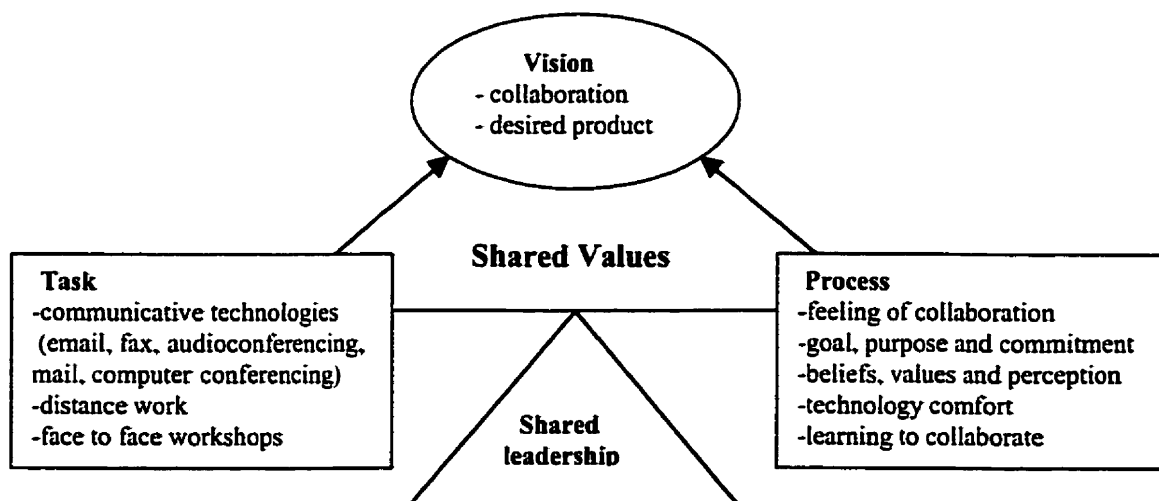 Vision
- collaboration
- desired product
Shared Values
Task
-communicative technologies
(email, fax, audioconferencing,
mail, computer conferencing)
-distance work
-face to face workshops
Process
-feeling of collaboration
-goal, purpose and commitment
-beliefs, values and perception
-technology comfort
-learning to collaborate
Shared
leadership